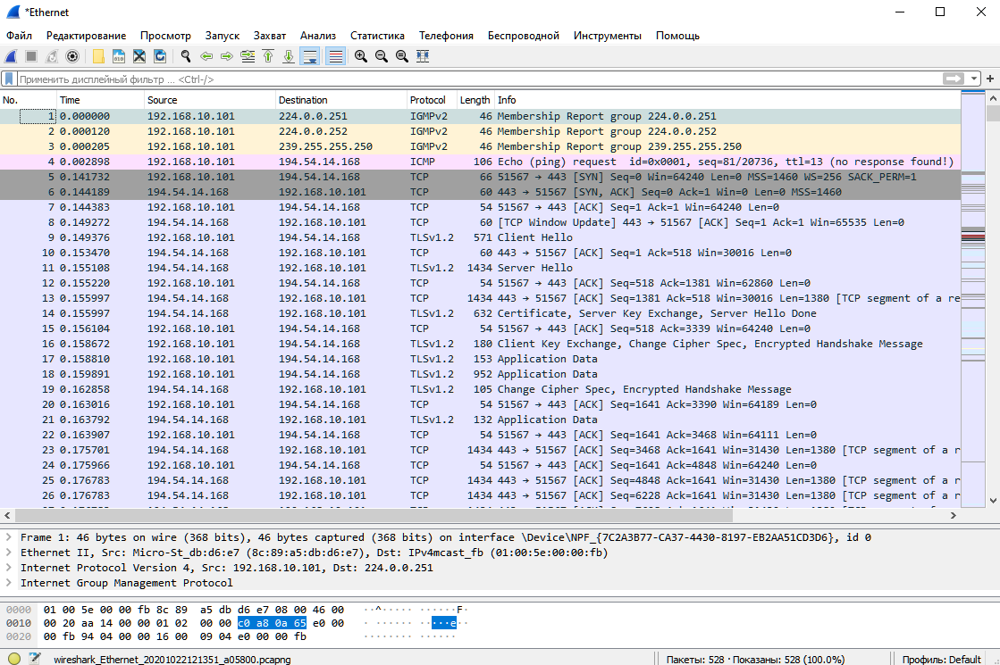 *Ethernet
Файл Редактирование Просмотр Запуск Захват Анализ Статистика Телефония Беспроводной Инструменты Помощь
Применить дисплейный фильтр ... <Ctrl-/>
No. Time Source Destination Protocol Length Info
1 0.000000 192.168.10.101 224.0.0.251 IGMPv2 46 Membership Report group 224.0.0.251
2 0.000120 192.168.10.101 224.0.0.252 IGMPv2 46 Membership Report group 224.0.0.252
3 0.000205 192.168.10.101 239.255.255.250 IGMPv2 46 Membership Report group 239.255.255.250
4 0.002898 192.168.10.101 194.54.14.168 ICMP 106 Echo (ping) request id=0x0001, seq=81/20736, ttl=13 (no response found!)
5 0.141732 192.168.10.101 194.54.14.168 TCP 66 51567 → 443 [SYN] Seq=0 Win=64240 Len=0 MSS=1460 WS=256 SACK_PERM=1
6 0.144189 194.54.14.168 192.168.10.101 TCP 60 443 → 51567 [SYN, ACK] Seq=0 Ack=1 Win=0 Len=0 MSS=1460
7 0.144383 192.168.10.101 194.54.14.168 TCP 54 51567 → 443 [ACK] Seq=1 Ack=1 Win=64240 Len=0
8 0.149272 194.54.14.168 192.168.10.101 TCP 60 [TCP Window Update] 443 → 51567 [ACK] Seq=1 Ack=1 Win=65535 Len=0
9 0.149376 192.168.10.101 194.54.14.168 TLSv1.2 571 Client Hello
10 0.153470 194.54.14.168 192.168.10.101 TCP 60 443 → 51567 [ACK] Seq=1 Ack=518 Win=30016 Len=0
11 0.155108 194.54.14.168 192.168.10.101 TLSv1.2 1434 Server Hello
12 0.155220 192.168.10.101 194.54.14.168 TCP 54 51567 → 443 [ACK] Seq=518 Ack=1381 Win=62860 Len=0
13 0.155997 194.54.14.168 192.168.10.101 TCP 1434 443 → 51567 [ACK] Seq=1381 Ack=518 Win=30016 Len=1380 [TCP segment of a re
14 0.155997 194.54.14.168 192.168.10.101 TLSv1.2 632 Certificate, Server Key Exchange, Server Hello Done
15 0.156104 192.168.10.101 194.54.14.168 TCP 54 51567 → 443 [ACK] Seq=518 Ack=3339 Win=64240 Len=0
16 0.158672 192.168.10.101 194.54.14.168 TLSv1.2 180 Client Key Exchange, Change Cipher Spec, Encrypted Handshake Message
17 0.158810 192.168.10.101 194.54.14.168 TLSv1.2 153 Application Data
18 0.159891 192.168.10.101 194.54.14.168 TLSv1.2 952 Application Data
19 0.162858 194.54.14.168 192.168.10.101 TLSv1.2 105 Change Cipher Spec, Encrypted Handshake Message
20 0.163016 192.168.10.101 194.54.14.168 TCP 54 51567 → 443 [ACK] Seq=1641 Ack=3390 Win=64189 Len=0
21 0.163792 194.54.14.168 192.168.10.101 TLSv1.2 132 Application Data
22 0.163907 192.168.10.101 194.54.14.168 TCP 54 51567 → 443 [ACK] Seq=1641 Ack=3468 Win=64111 Len=0
23 0.175701 194.54.14.168 192.168.10.101 TCP 1434 443 → 51567 [ACK] Seq=3468 Ack=1641 Win=31430 Len=1380 [TCP segment of a r
24 0.175966 192.168.10.101 194.54.14.168 TCP 54 51567 → 443 [ACK] Seq=1641 Ack=4848 Win=64240 Len=0
25 0.176783 194.54.14.168 192.168.10.101 TCP 1434 443 → 51567 [ACK] Seq=4848 Ack=1641 Win=31430 Len=1380 [TCP segment of a r
26 0.176783 194.54.14.168 192.168.10.101 TCP 1434 443 → 51567 [ACK] Seq=6228 Ack=1641 Win=31430 Len=1380 [TCP segment of a r
Frame 1: 46 bytes on wire (368 bits), 46 bytes captured (368 bits) on interface \Device\NPF_{7C2A3B77-CA37-4430-8197-EB2AA51CD3D6}, id 0
Ethernet II, Src: Micro-St_db:d6:e7 (8c:89:a5:db:d6:e7), Dst: IPv4mcast_fb (01:00:5e:00:00:fb)
Internet Protocol Version 4, Src: 192.168.10.101, Dst: 224.0.0.251
Internet Group Management Protocol
0000 01 00 5e 00 00 fb 8c 89 a5 db d6 e7 08 00 46 00 ··^····· ······F·
0010 00 20 aa 14 00 00 01 02 00 00 c0 a8 0a 65 e0 00 · ······ ·····e··
0020 00 fb 94 04 00 00 16 00 09 04 e0 00 00 fb ········ ······
wireshark_Ethernet_20201022121351_a05800.pcapng Пакеты: 528 · Показаны: 528 (100.0%) Профиль: Default